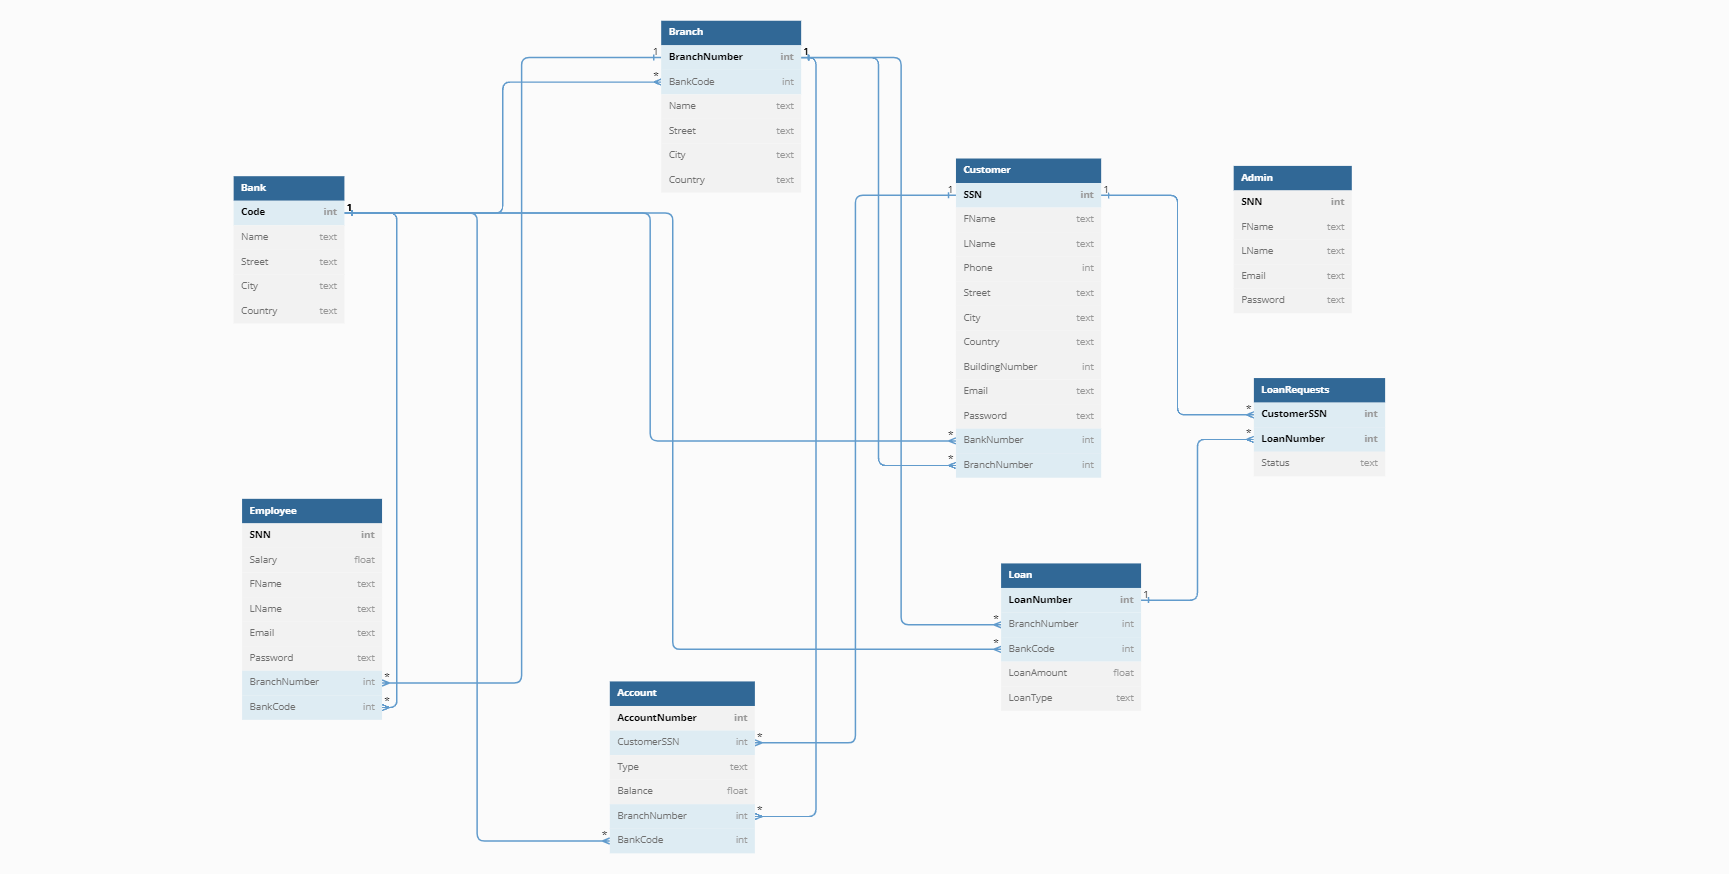 Branch
1 BranchNumber int 1
* BankCode int
Name text
Street text
City text
Country text
Bank
Code int 1
Name text
Street text
City text
Country text
Customer
1 SSN int 1
FName text
LName text
Phone int
Street text
City text
Country text
BuildingNumber int
Email text
Password text
* BankNumber int
* BranchNumber int
Admin
SNN int
FName text
LName text
Email text
Password text
LoanRequests
* CustomerSSN int
* LoanNumber int
Status text
Employee
SNN int
Salary float
FName text
LName text
Email text
Password text
BranchNumber int *
BankCode int *
Loan
LoanNumber int 1
* BranchNumber int
* BankCode int
LoanAmount float
LoanType text
Account
AccountNumber int
CustomerSSN int *
Type text
Balance float
BranchNumber int *
* BankCode int